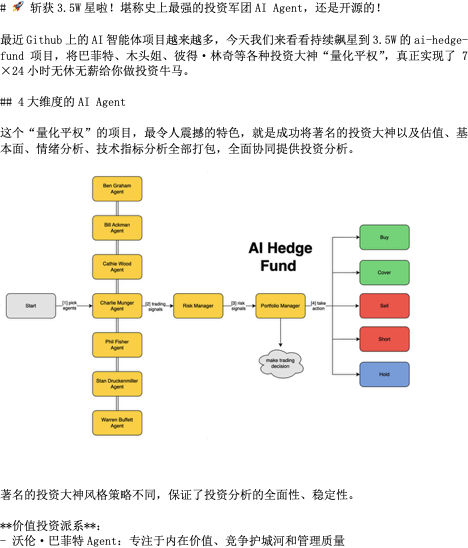 # 🚀 斩获 3.5W 星啦！堪称史上最强的投资军团 AI Agent，还是开源的！
最近 Github 上的 AI 智能体项目越来越多，今天我们来看看持续飙星到 3.5W 的 ai-hedge-
fund 项目，将巴菲特、木头姐、彼得·林奇等各种投资大神“量化平权”，真正实现了 7
×24 小时无休无薪给你做投资牛马。
## 4 大维度的 AI Agent
这个“量化平权”的项目，最令人震撼的特色，就是成功将著名的投资大神以及估值、基
本面、情绪分析、技术指标分析全部打包，全面协同提供投资分析。
Ben Graham
Agent
Bill Ackman
Agent
Cathie Wood
Agent
AI Hedge
Fund
Start
[1] pick
agents
Charlie Munger
Agent
[2] trading
signals
Risk Manager
[3] risk
signals
Portfolio Manager
[4] take
action
Buy
Cover
Sell
Short
Hold
make trading
decision
Phil Fisher
Agent
Stan Druckenmiller
Agent
Warren Buffett
Agent
著名的投资大神风格策略不同，保证了投资分析的全面性、稳定性。
**价值投资派系**：
- 沃伦·巴菲特 Agent：专注于内在价值、竞争护城河和管理质量